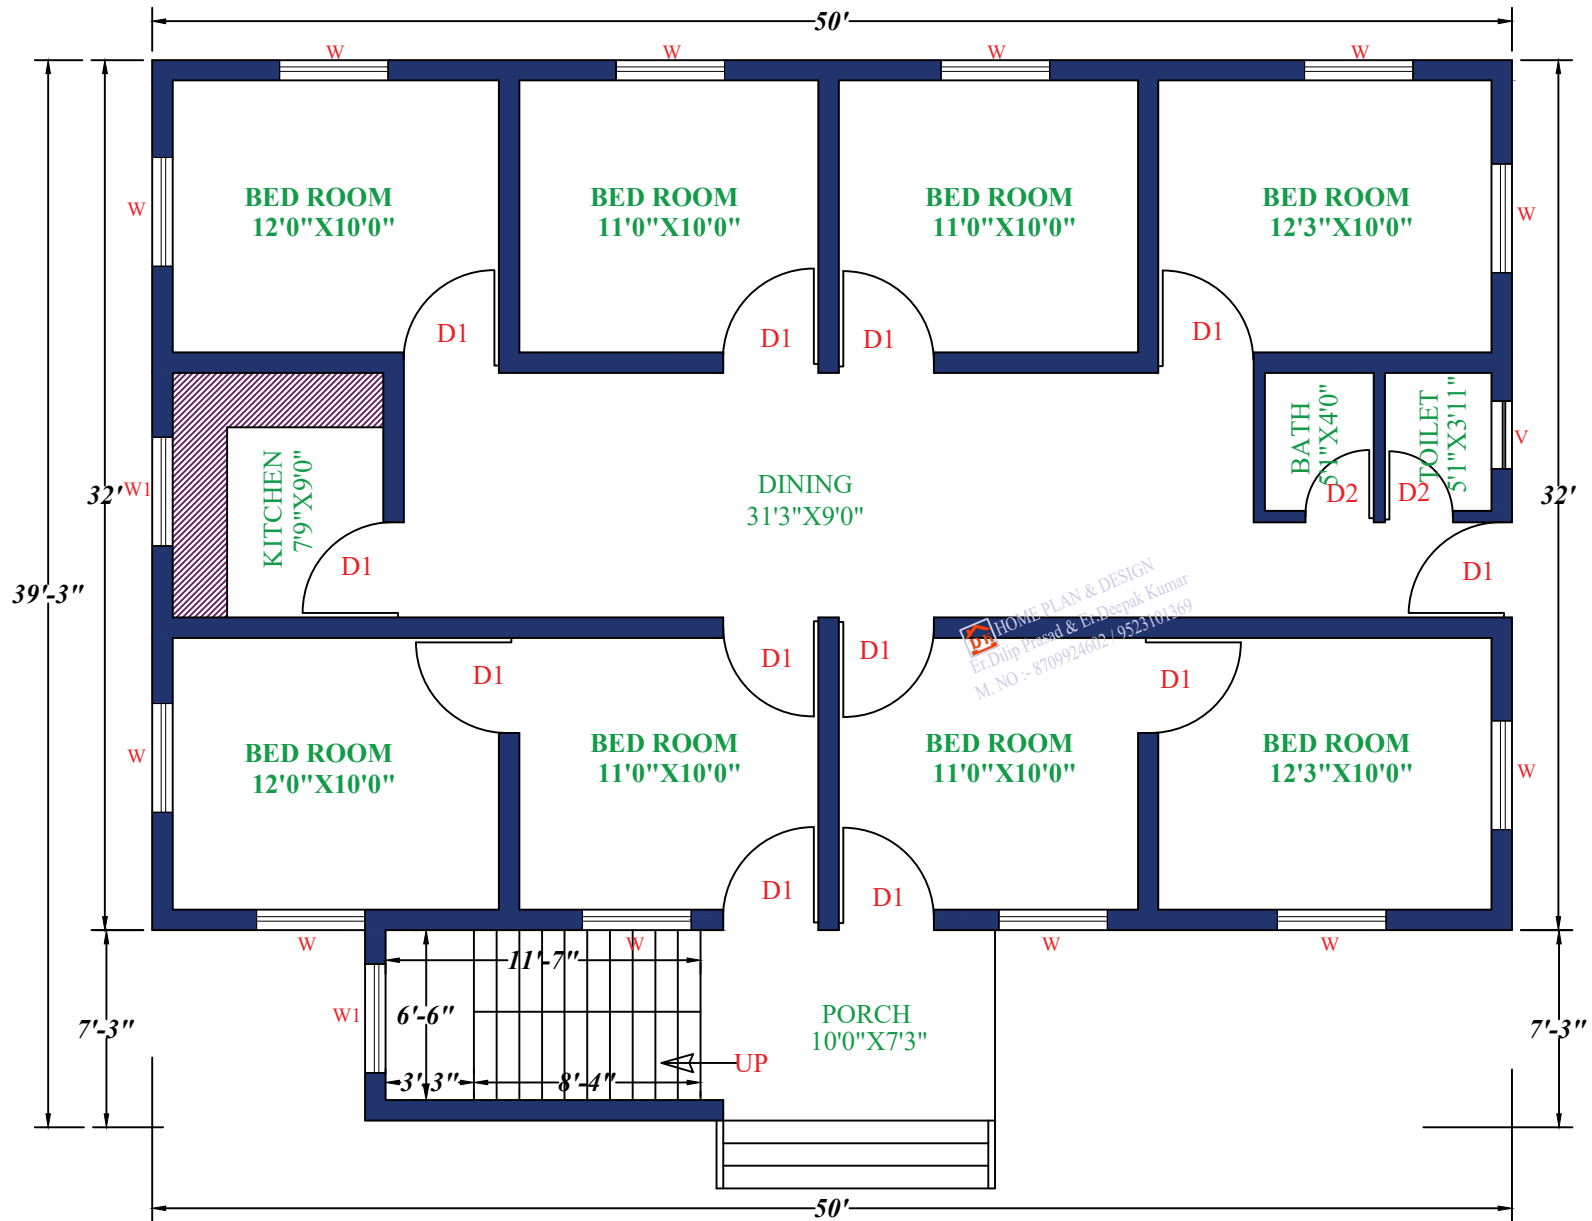 50'
W
W
W
W
BED ROOM
12'0"X10'0"
BED ROOM
11'0"X10'0"
BED ROOM
11'0"X10'0"
BED ROOM
12'3"X10'0"
W
W
D1
D1
D1
D1
KITCHEN
7'9"X9'0"
BATH
5'1"X4'0"
TOILET
5'1"X3'11"
V
W1
32'
32'
DINING
31'3"X9'0"
D2
D2
D1
D1
39'-3"
HOME PLAN & DESIGN
DK
Er.Dilip Prasad & Er.Deepak Kumar
M. NO :- 8709924602 / 9523101369
D1
D1
D1
D1
BED ROOM
12'0"X10'0"
BED ROOM
11'0"X10'0"
BED ROOM
11'0"X10'0"
BED ROOM
12'3"X10'0"
W
W
D1
D1
W
W
W
W
11'-7"
W1
6'-6"
PORCH
10'0"X7'3"
7'-3"
7'-3"
UP
3'-3"
8'-4"
50'